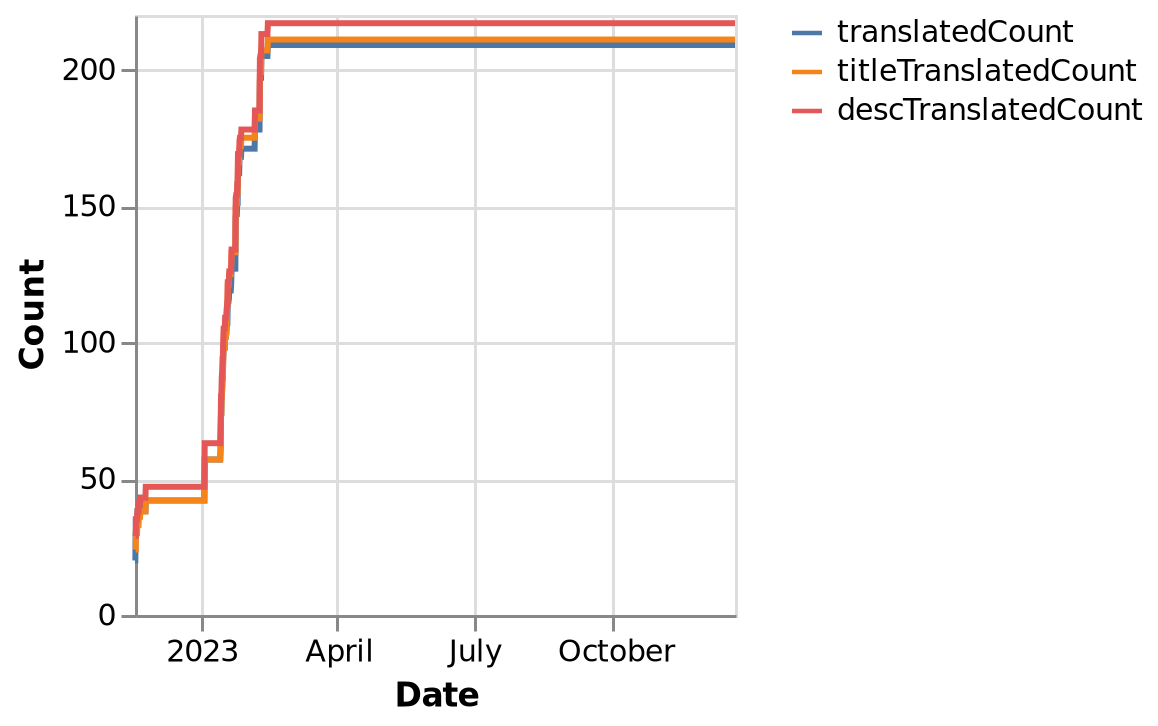 translatedCount
titleTranslatedCount
descTranslatedCount
200
150
100
50
0
Count
2023
April
July
October
Date